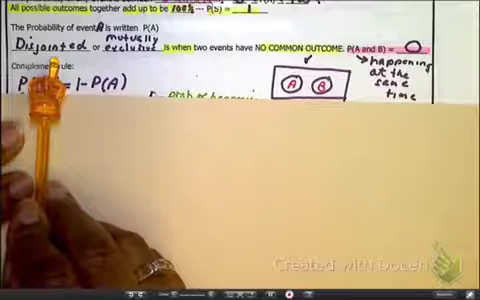 All possible outcomes together add up to be 100% --- P(S) = 1
The Probability of event A is written P(A)
Disjointed or mutually exclusive is when two events have NO COMMON OUTCOME. P(A and B) = 0
happening at the same time
Complement rule:
= 1 - P(A)
A B
Created with